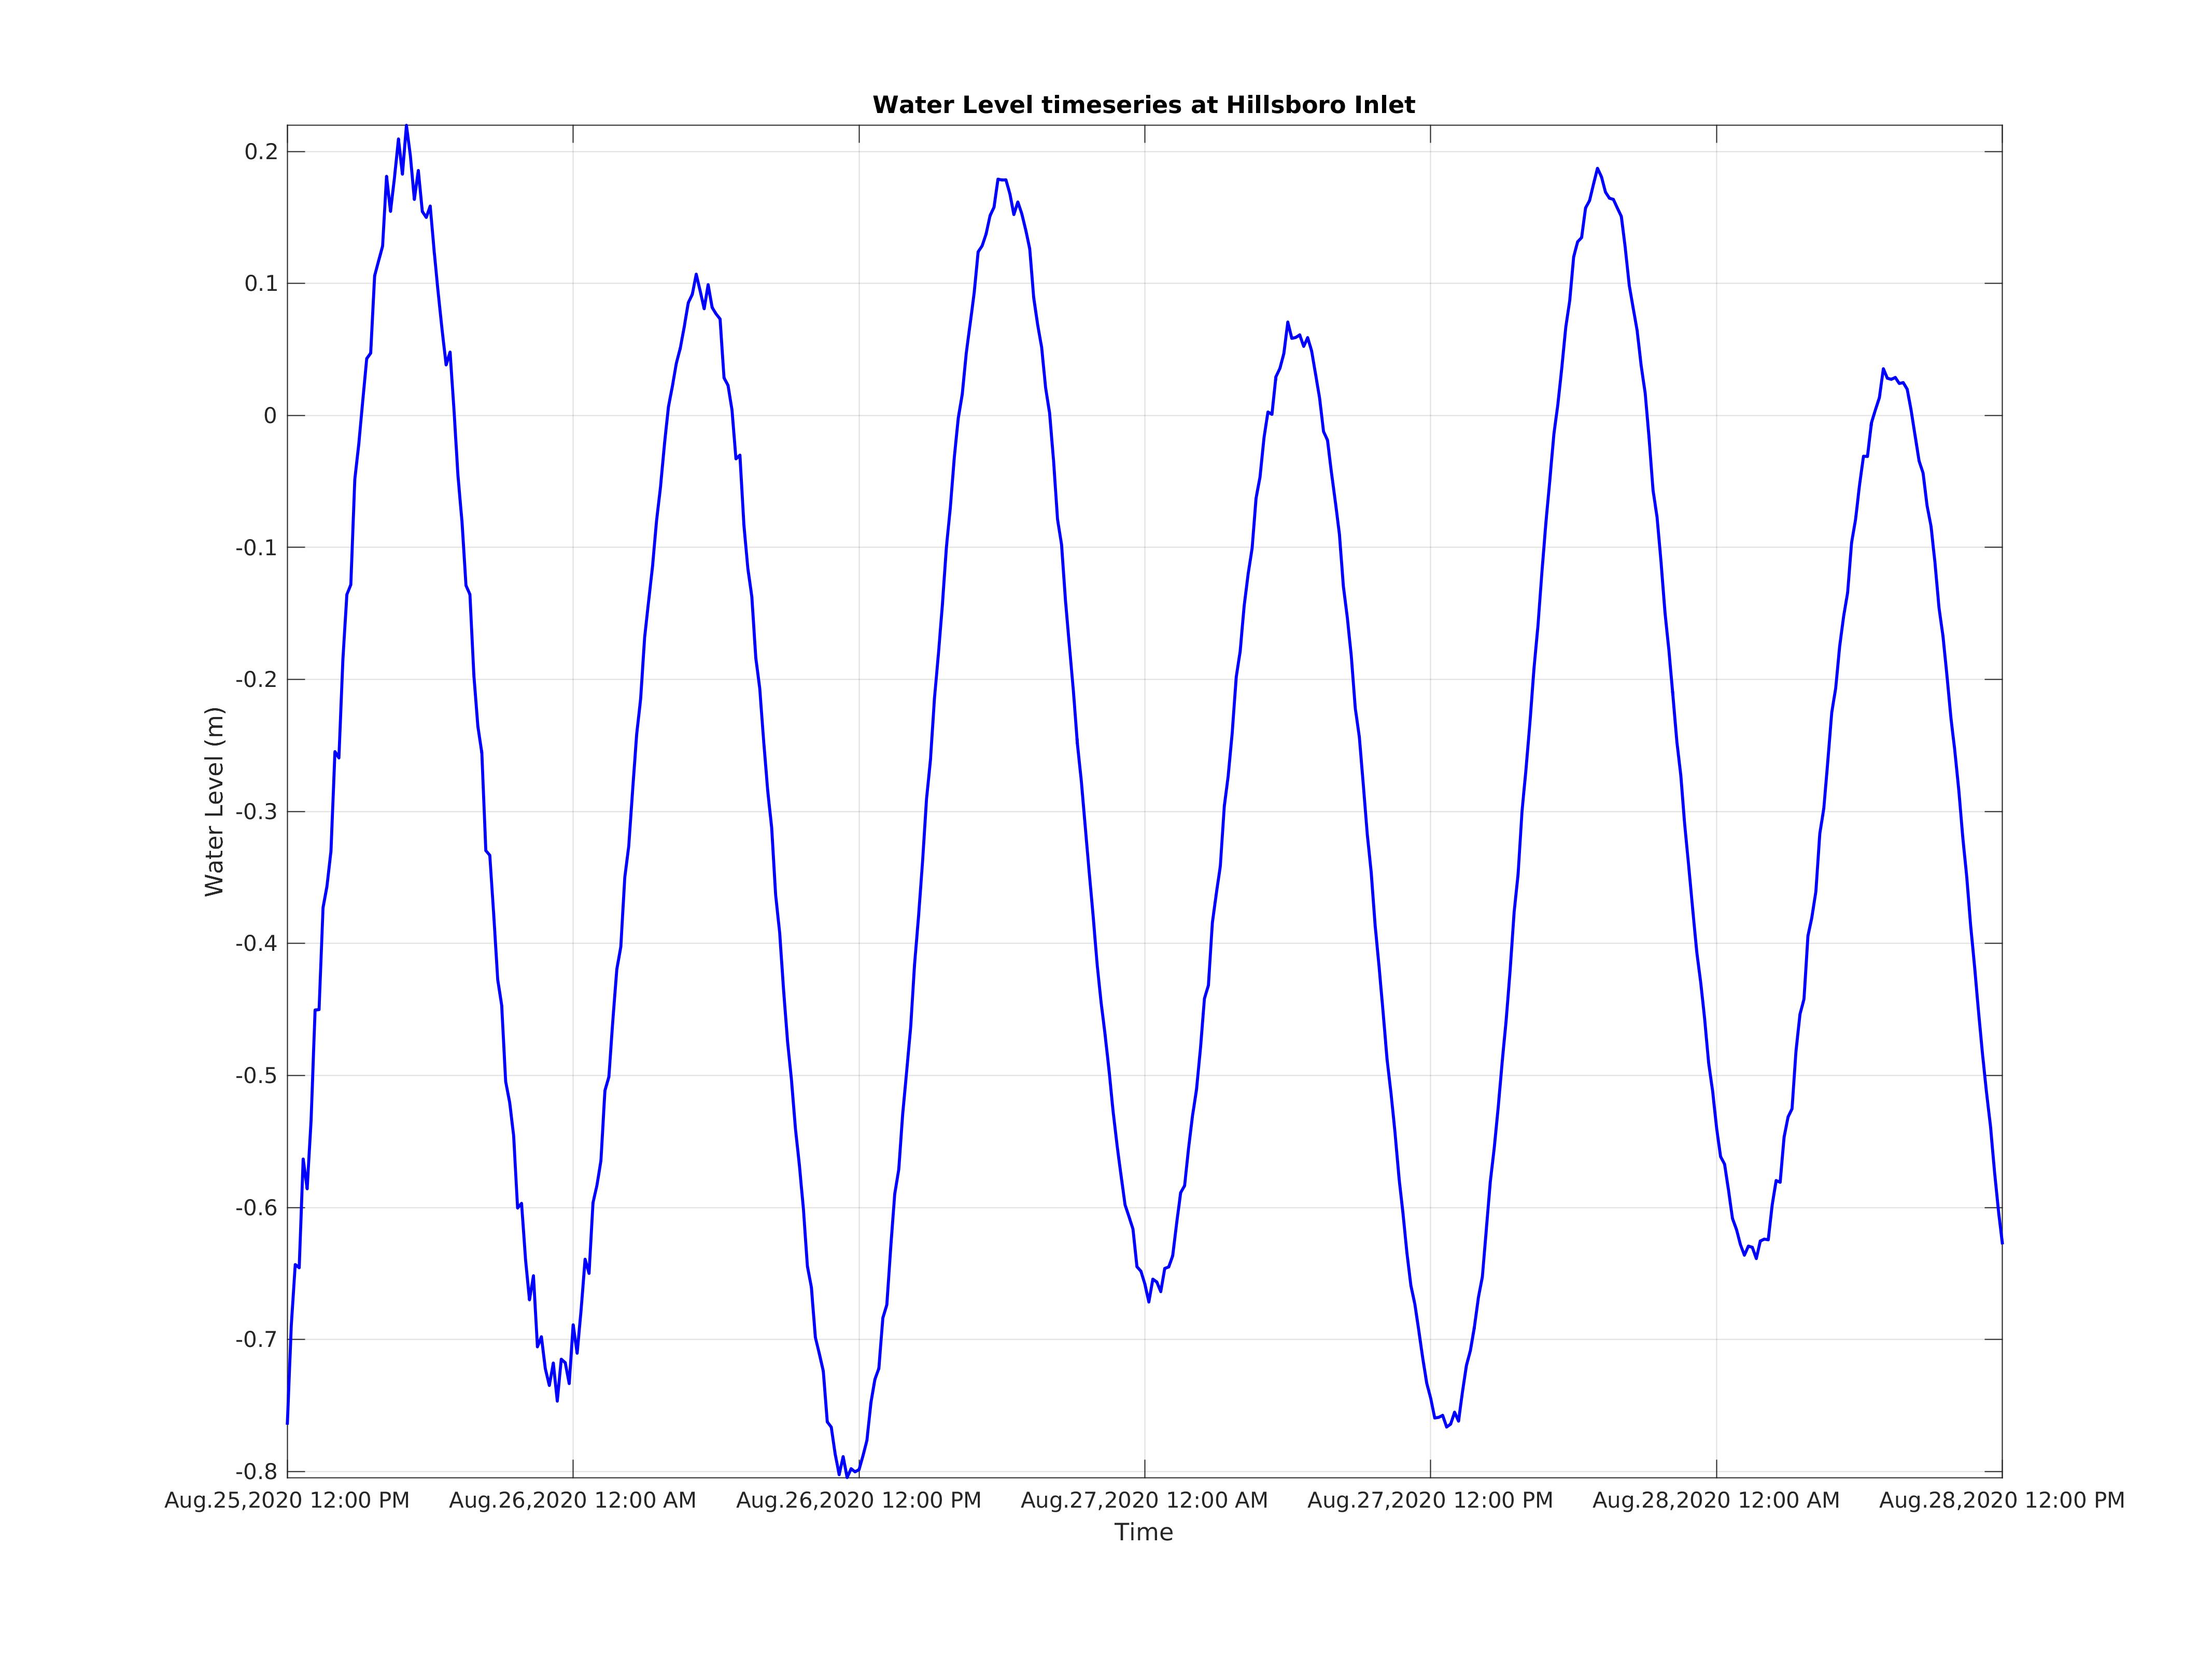 Water Level timeseries at Hillsboro Inlet
0.2
0.1
0
-0.1
-0.2
-0.3
-0.4
-0.5
-0.6
-0.7
-0.8
Water Level (m)
Aug.25,2020 12:00 PM
Aug.26,2020 12:00 AM
Aug.26,2020 12:00 PM
Aug.27,2020 12:00 AM
Aug.27,2020 12:00 PM
Aug.28,2020 12:00 AM
Aug.28,2020 12:00 PM
Time